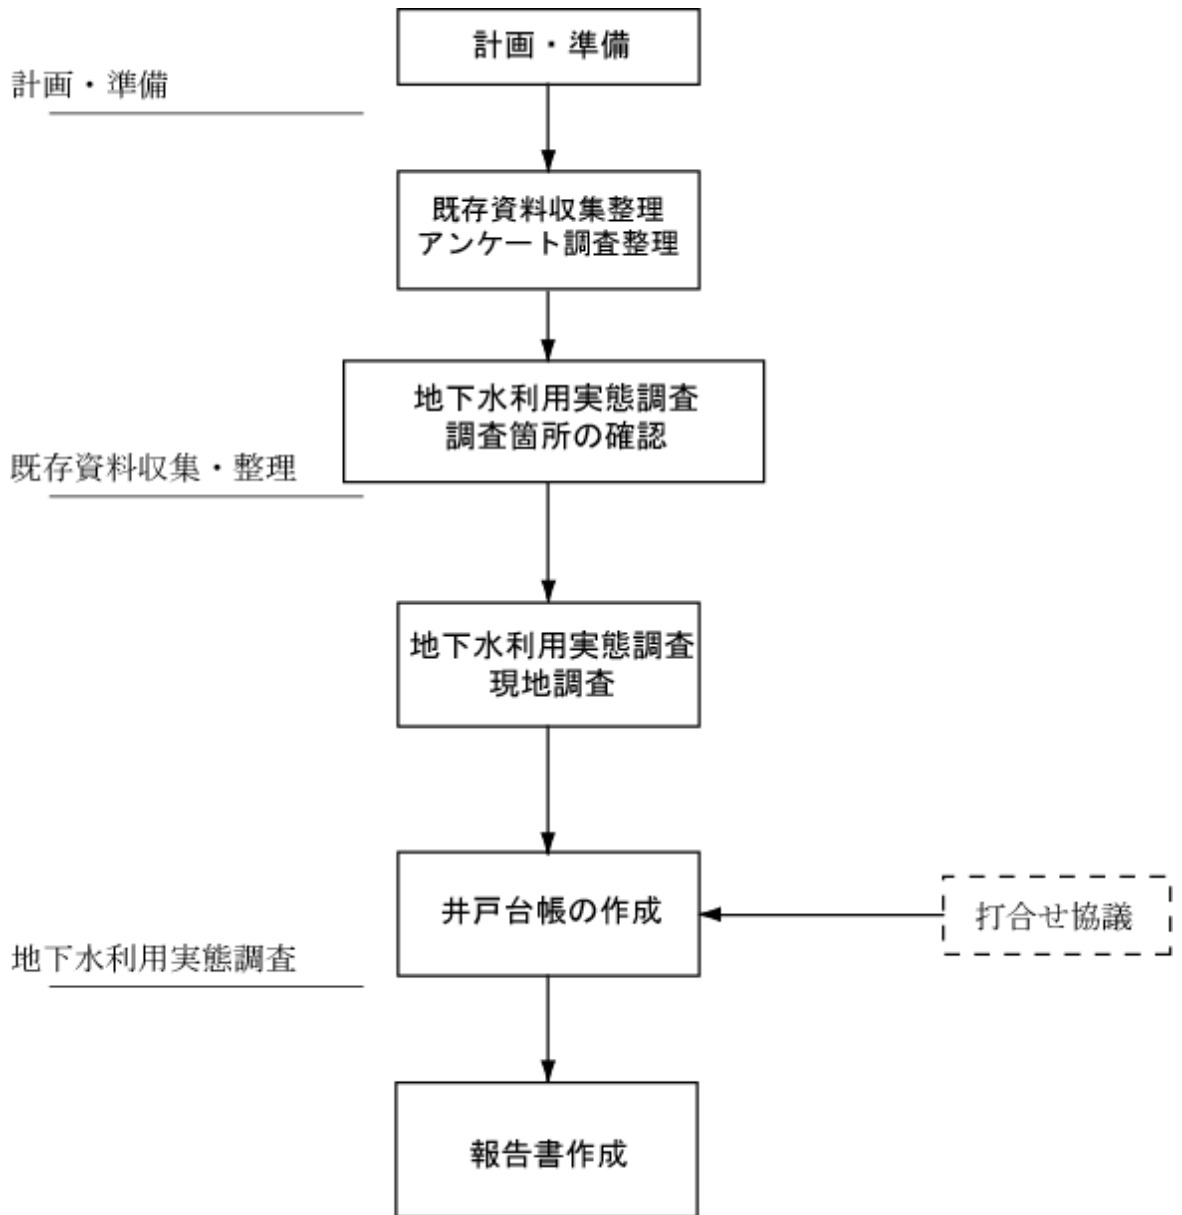 計画・準備
計画・準備
既存資料収集整理
アンケート調査整理
地下水利用実態調査
調査箇所の確認
既存資料収集・整理
地下水利用実態調査
現地調査
井戸台帳の作成
打合せ協議
地下水利用実態調査
報告書作成